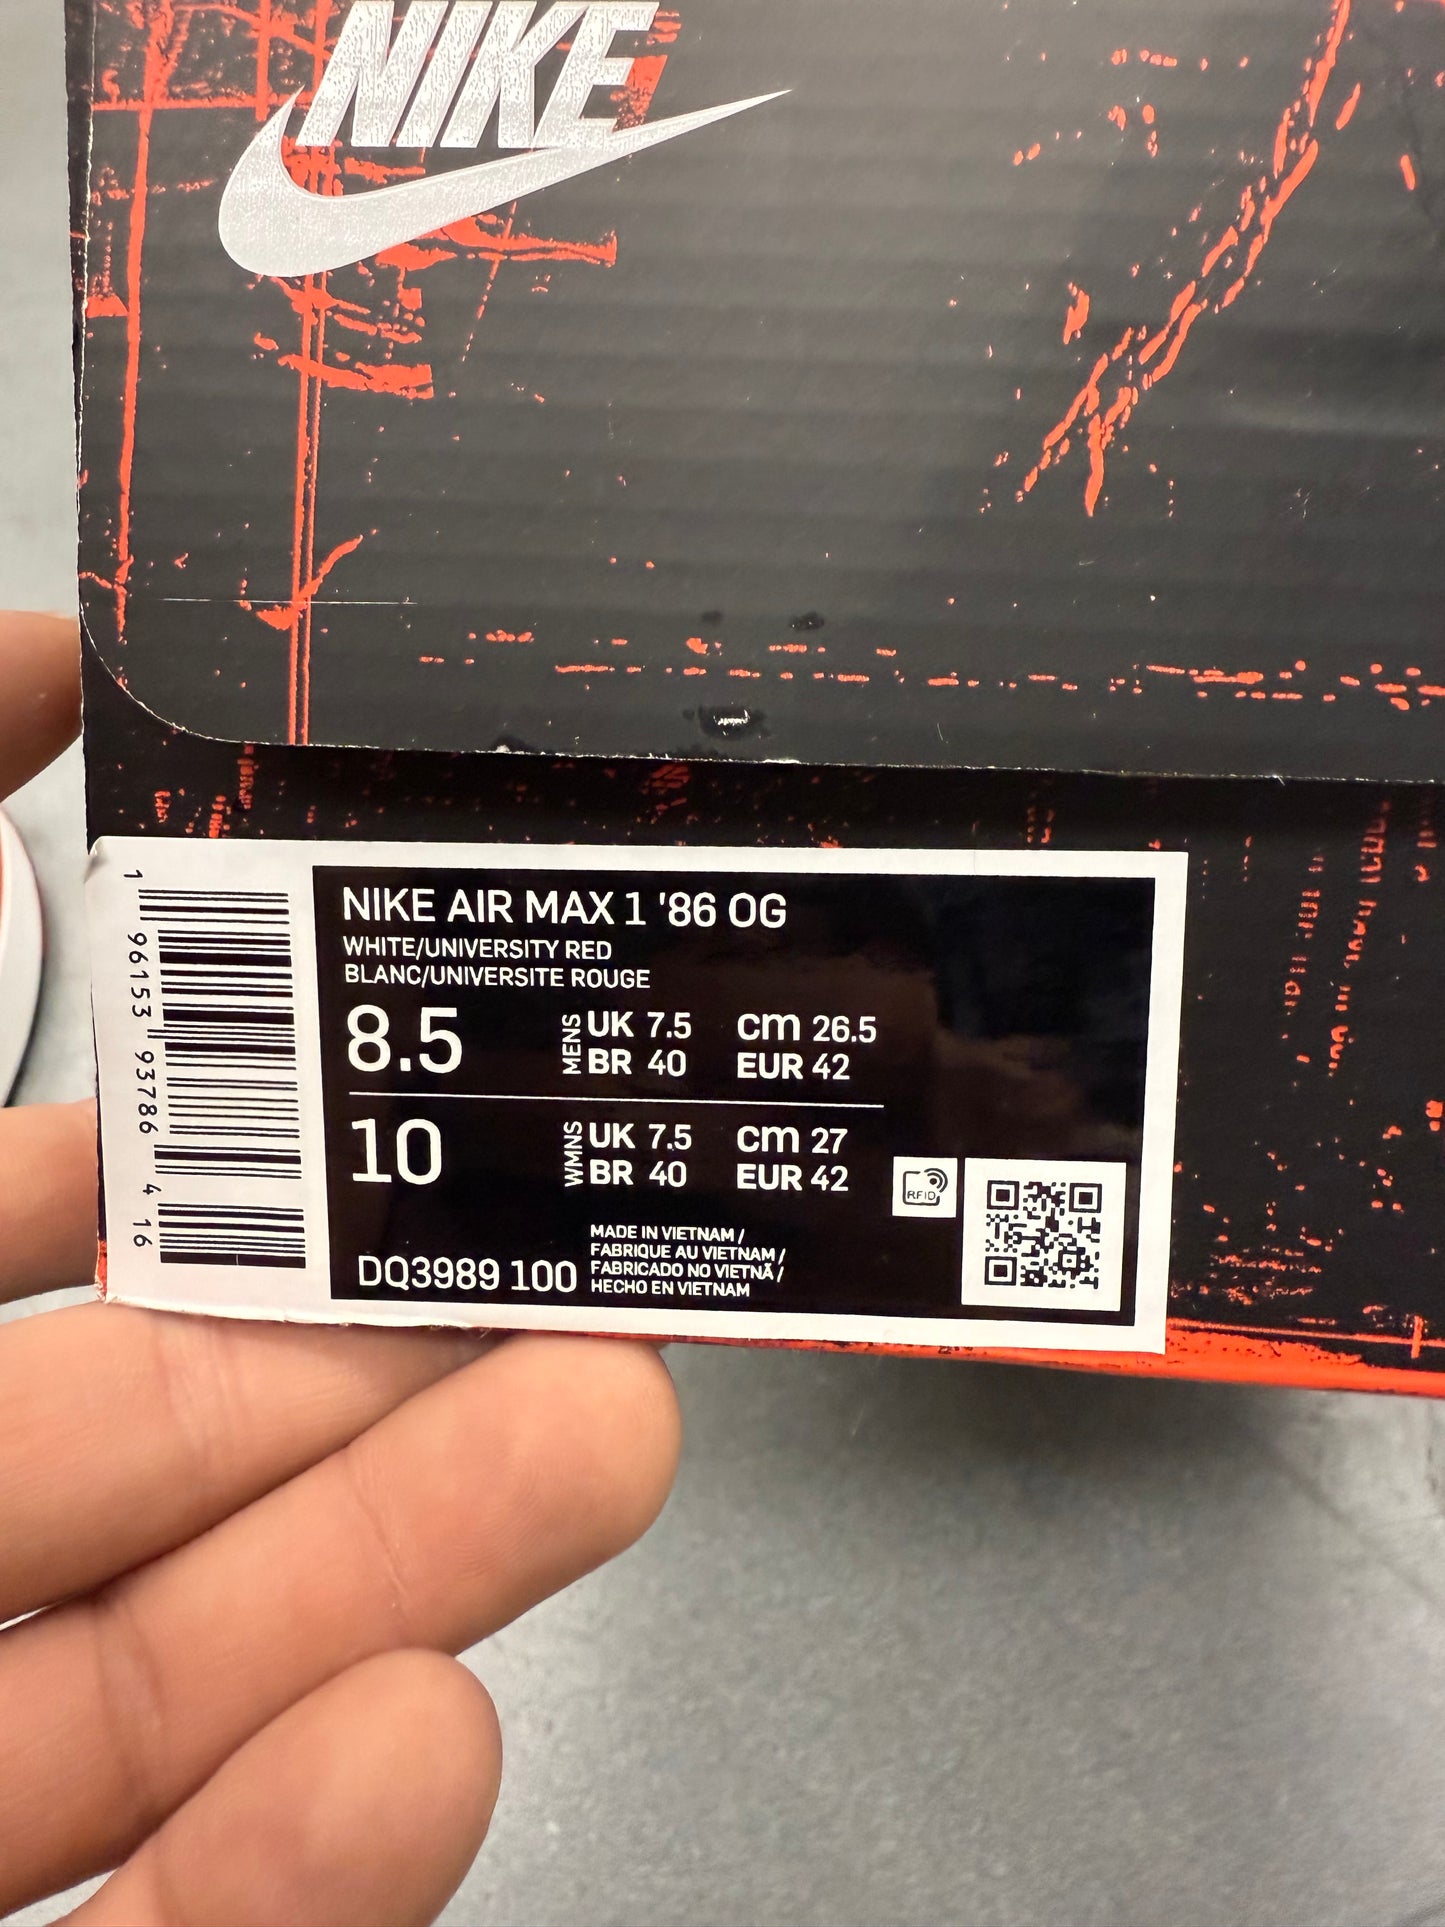 NIKE
NIKE AIR MAX 1 '86 OG
WHITE/UNIVERSITY RED
BLANC/UNIVERSITE ROUGE
8.5 MENS UK 7.5 cm 26.5
BR 40 EUR 42
10 WMNS UK 7.5 cm 27
BR 40 EUR 42
RFID
MADE IN VIETNAM /
FABRIQUE AU VIETNAM /
FABRICADO NO VIETNÃ /
HECHO EN VIETNAM
DQ3989 100
1 96153 93786 4 16